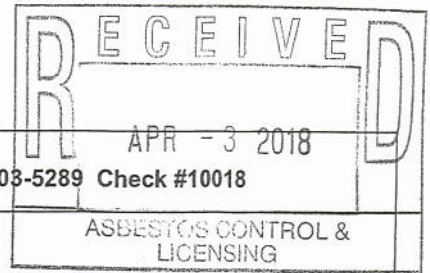 RECEIVED
APR - 3 2018
03-5289 Check #10018
ASBESTOS CONTROL &
LICENSING